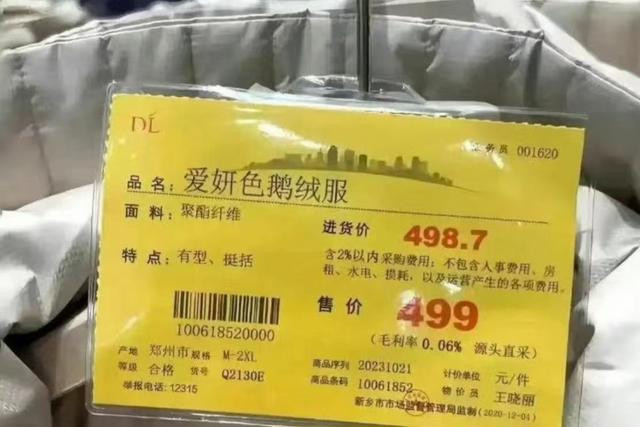 DL
务员 001620
品名：爱妍色鹅绒服
面料：聚酯纤维
进货价 498.7
含2%以内采购费用；不包含人事费用、房
租、水电、损耗，以及运营产生的各项费用。
特点：有型、挺括
售价 499
(毛利率 0.06% 源头直采)
100618520000
产地 郑州市 规格 M-2XL
等级 合格 货号 Q2130E
举报电话：12315
商品序列 20231021 计价单位 元/件
商品条码 10061852 物价员 王晓丽
新乡市市场监督管理局监制(2020-12-04)